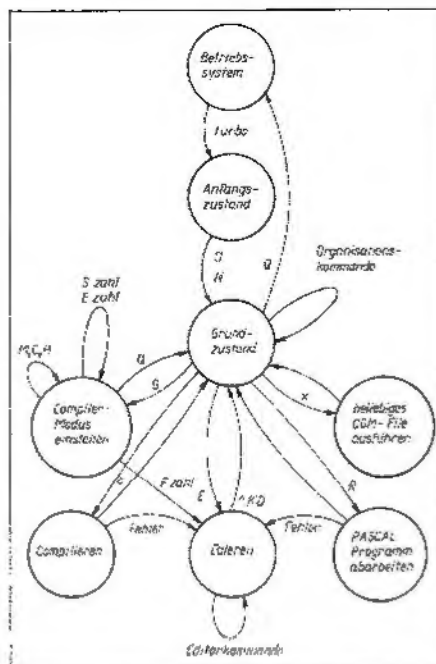 Betriebs-
system
Turbo
Anfangs-
zustand
N
Q
Organisations-
kommando
S zahl
E zahl
M,C,H
Grund-
zustand
Q
x
Compiler-
Modus
einstellen
beliebiges
COM-File
ausführen
F zahl
E
^KD
R
Compilieren
Fehler
Edieren
Fehler
PASCAL
Programm
abarbeiten
Editorkommando